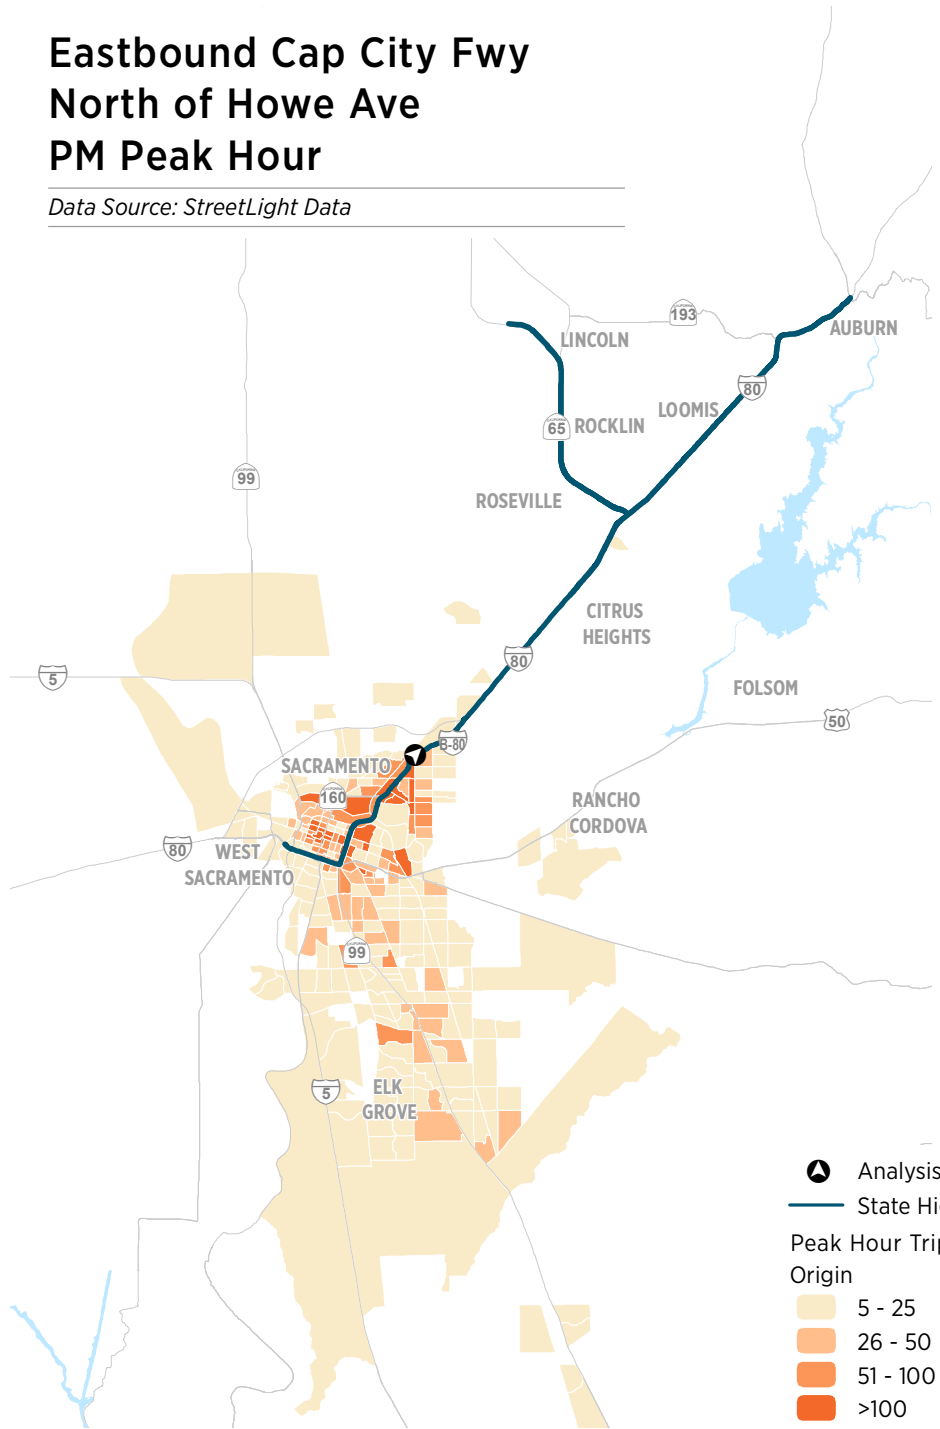 Eastbound Cap City Fwy
North of Howe Ave
PM Peak Hour
Data Source: StreetLight Data
193
LINCOLN
AUBURN
80
LOOMIS
65
ROCKLIN
99
ROSEVILLE
CITRUS
HEIGHTS
80
5
FOLSOM
50
B-80
SACRAMENTO
160
RANCHO
CORDOVA
80
WEST
SACRAMENTO
99
5
ELK
GROVE
Analysis
State Hi
Peak Hour Trip
Origin
5 - 25
26 - 50
51 - 100
>100